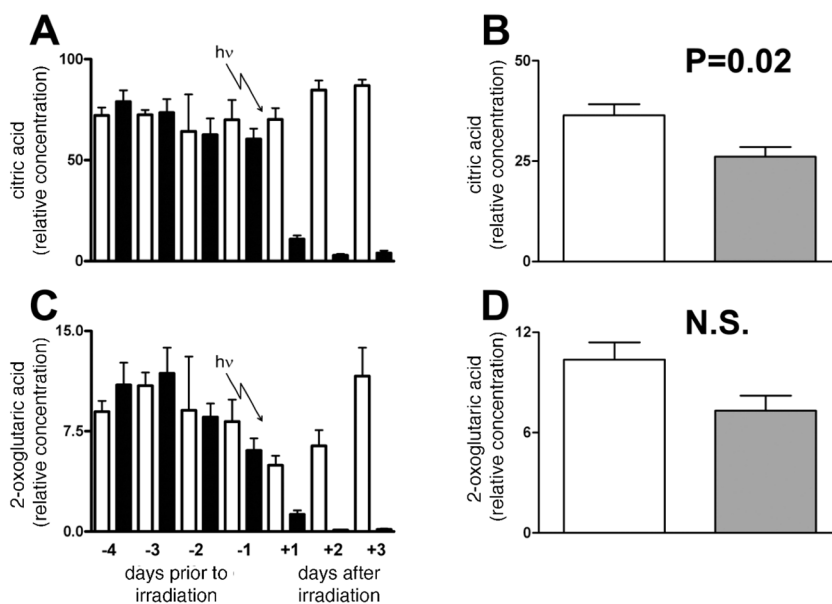 A
hν
100
50
0
citric acid
(relative concentration)
B
P=0.02
50
25
0
citric acid
(relative concentration)
C
hν
15.0
7.5
0.0
2-oxoglutaric acid
(relative concentration)
-4 -3 -2 -1 +1 +2 +3
days prior to
irradiation
days after
irradiation
D
N.S.
12
6
0
2-oxoglutaric acid
(relative concentration)